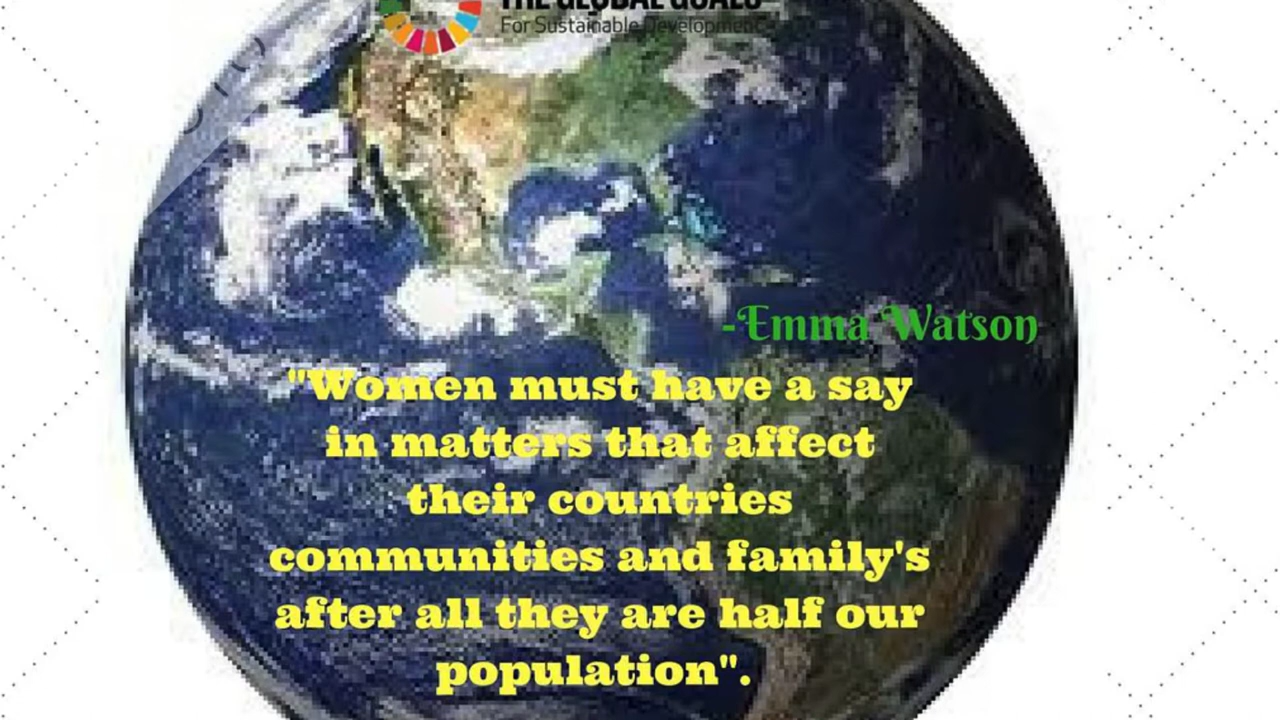 THE GLOBAL GOALS
For Sustainable Development
-Emma Watson
"Women must have a say
in matters that affect
their countries
communities and family's
after all they are half our
population".